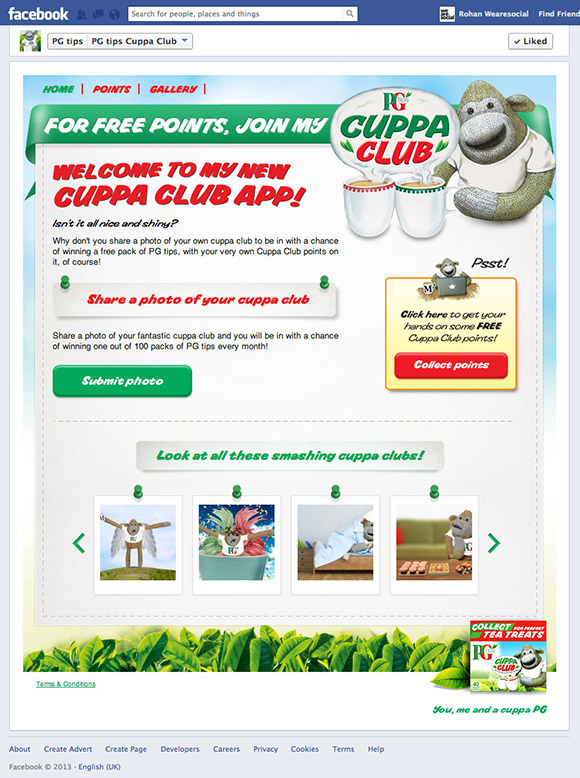 facebook
Search for people, places and things
we are social
Rohan Wearesocial
Find Friend
PG tips
PG tips Cuppa Club
Liked
HOME
POINTS
GALLERY
FOR FREE POINTS, JOIN MY
PG
CUPPA
CLUB
WELCOME TO MY NEW
CUPPA CLUB APP!
Isn't it all nice and shiny?
Why don't you share a photo of your own cuppa club to be in with a chance
of winning a free pack of PG tips, with your very own Cuppa Club points on
it, of course!
Share a photo of your cuppa club
Share a photo of your fantastic cuppa club and you will be in with a chance
of winning one out of 100 packs of PG tips every month!
Submit photo
Psst!
M
Click here to get your
hands on some FREE
Cuppa Club points!
Collect points
Look at all these smashing cuppa clubs!
PG
PG
PG
COLLECT FOR PERFECT
TEA TREATS
PG
CUPPA
CLUB
40
Terms & Conditions
You, me and a cuppa PG
About
Create Advert
Create Page
Developers
Careers
Privacy
Cookies
Terms
Help
Facebook © 2013 · English (UK)